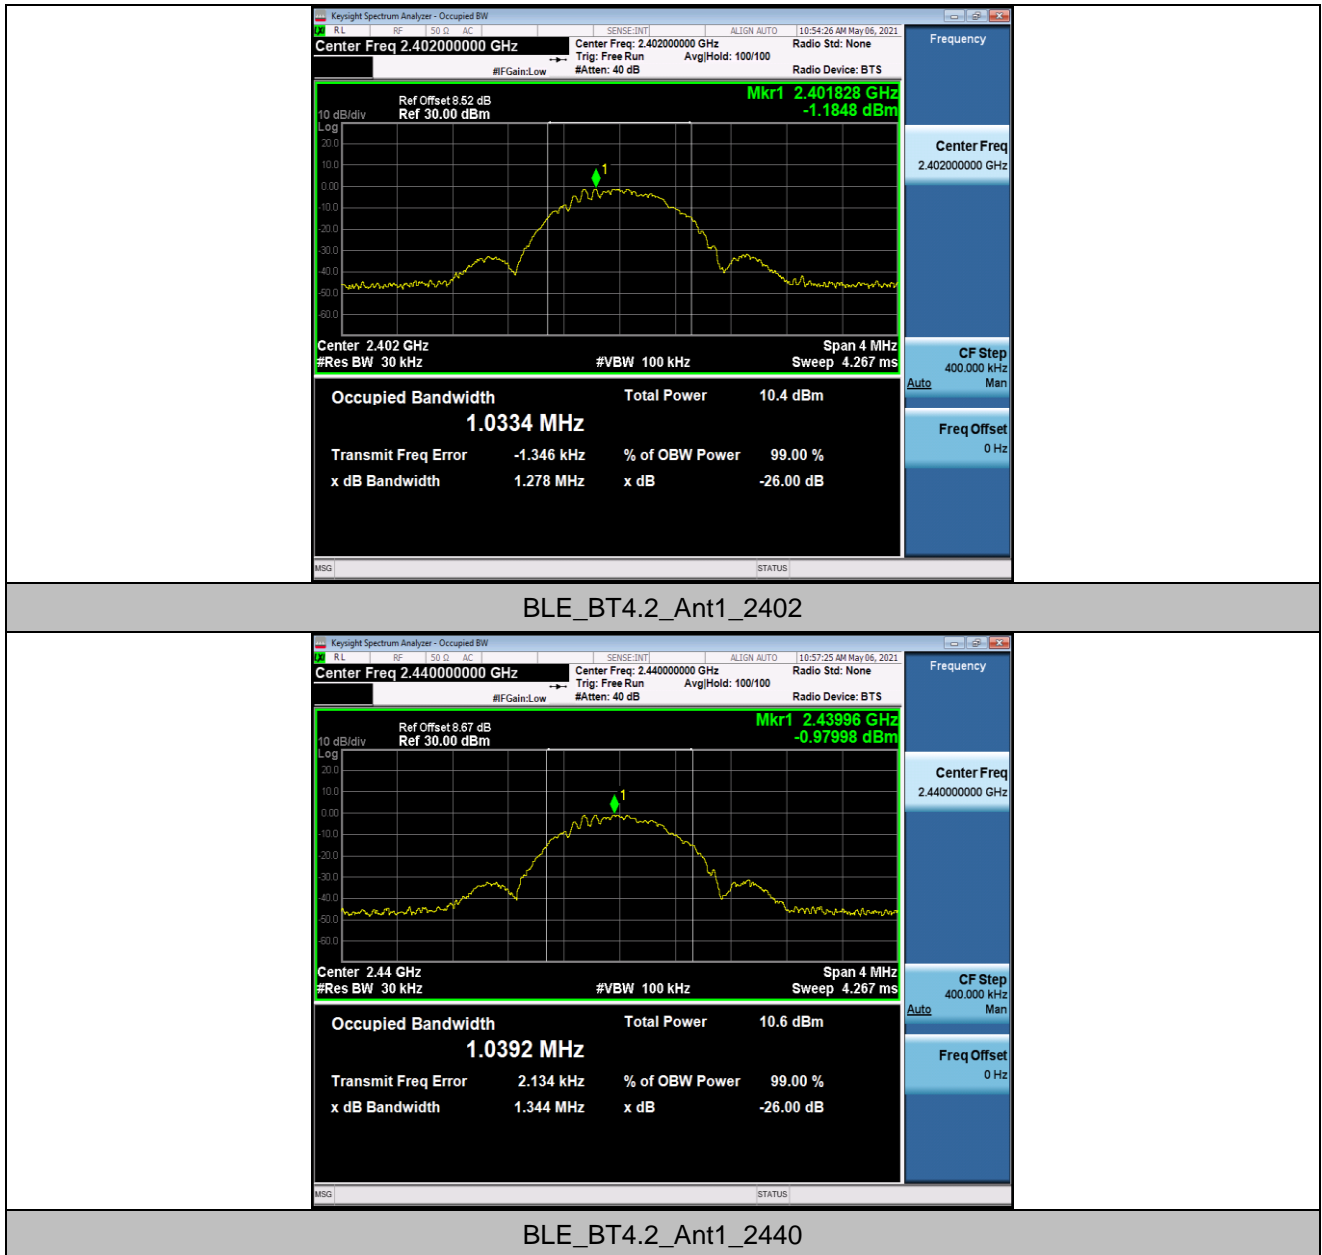 Keysight Spectrum Analyzer - Occupied BW
RL RF 50 Ω AC SENSE:INT ALIGN AUTO 10:54:26 AM May 06, 2021
Center Freq 2.402000000 GHz Center Freq: 2.402000000 GHz Radio Std: None Frequency
Trig: Free Run Avg|Hold: 100/100
#IFGain:Low #Atten: 40 dB Radio Device: BTS
Mkr1 2.401828 GHz
Ref Offset 8.52 dB -1.1848 dBm
10 dB/div Ref 30.00 dBm
Log
20.0
10.0
0.00
-10.0
-20.0
-30.0
-40.0
-50.0
-60.0
1
Center Freq
2.402000000 GHz
Center 2.402 GHz Span 4 MHz
#Res BW 30 kHz #VBW 100 kHz Sweep 4.267 ms
CF Step
400.000 kHz
Auto Man
Occupied Bandwidth Total Power 10.4 dBm
1.0334 MHz
Freq Offset
0 Hz
Transmit Freq Error -1.346 kHz % of OBW Power 99.00 %
x dB Bandwidth 1.278 MHz x dB -26.00 dB
MSG STATUS
BLE_BT4.2_Ant1_2402
Keysight Spectrum Analyzer - Occupied BW
RL RF 50 Ω AC SENSE:INT ALIGN AUTO 10:57:25 AM May 06, 2021
Center Freq 2.440000000 GHz Center Freq: 2.440000000 GHz Radio Std: None Frequency
Trig: Free Run Avg|Hold: 100/100
#IFGain:Low #Atten: 40 dB Radio Device: BTS
Mkr1 2.43996 GHz
Ref Offset 8.67 dB -0.97998 dBm
10 dB/div Ref 30.00 dBm
Log
20.0
10.0
0.00
-10.0
-20.0
-30.0
-40.0
-50.0
-60.0
1
Center Freq
2.440000000 GHz
Center 2.44 GHz Span 4 MHz
#Res BW 30 kHz #VBW 100 kHz Sweep 4.267 ms
CF Step
400.000 kHz
Auto Man
Occupied Bandwidth Total Power 10.6 dBm
1.0392 MHz
Freq Offset
0 Hz
Transmit Freq Error 2.134 kHz % of OBW Power 99.00 %
x dB Bandwidth 1.344 MHz x dB -26.00 dB
MSG STATUS
BLE_BT4.2_Ant1_2440